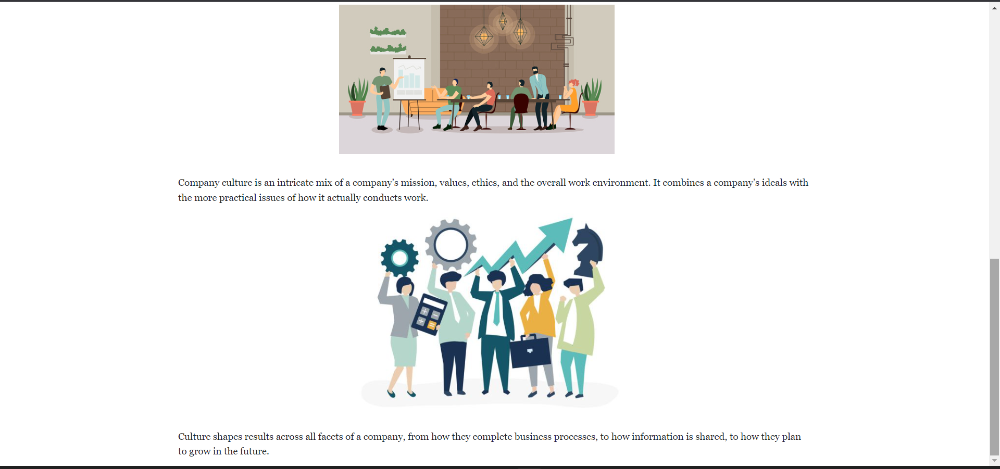 Company culture is an intricate mix of a company’s mission, values, ethics, and the overall work environment. It combines a company’s ideals with
the more practical issues of how it actually conducts work.
Culture shapes results across all facets of a company, from how they complete business processes, to how information is shared, to how they plan
to grow in the future.